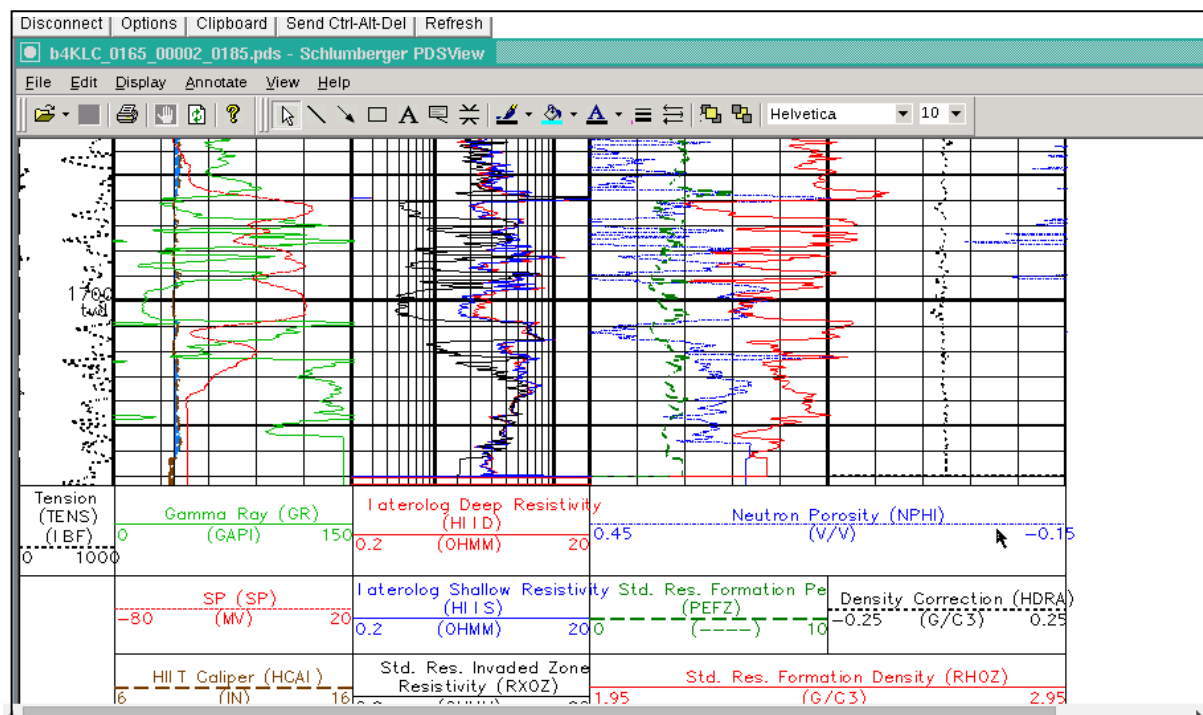 Disconnect Options Clipboard Send Ctrl-Alt-Del Refresh
b4KLC_0165_00002_0185.pds - Schlumberger PDSView
File Edit Display Annotate View Help
A A Helvetica 10
1700
tvd
Tension
(TENS)
(LBF)
0 1000
Gamma Ray (GR)
0 (GAPI) 150
Laterolog Deep Resistivity
(HLLD)
0.2 (OHMM) 20
Neutron Porosity (NPHI)
0.45 (V/V) -0.15
SP (SP)
-80 (MV) 20
Laterolog Shallow Resistivity
(HLLS)
0.2 (OHMM) 20
Std. Res. Formation Pe
(PEFZ)
0 (----) 10
Density Correction (HDRA)
-0.25 (G/C3) 0.25
HILT Caliper (HCAL)
6 (IN) 16
Std. Res. Invaded Zone
Resistivity (RXOZ)
Std. Res. Formation Density (RHOZ)
1.95 (G/C3) 2.95